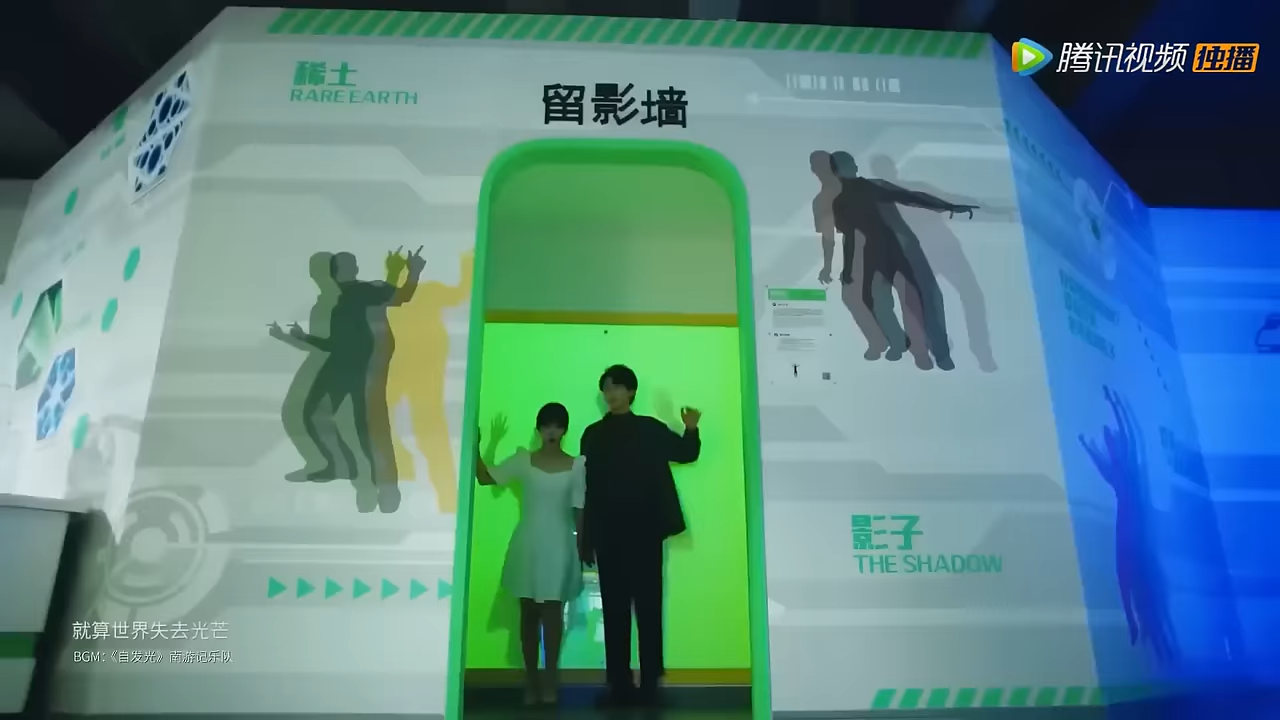 腾讯视频 独播
稀土
RARE EARTH
留影墙
影子
THE SHADOW
就算世界失去光芒
BGM:《自发光》南游记乐队